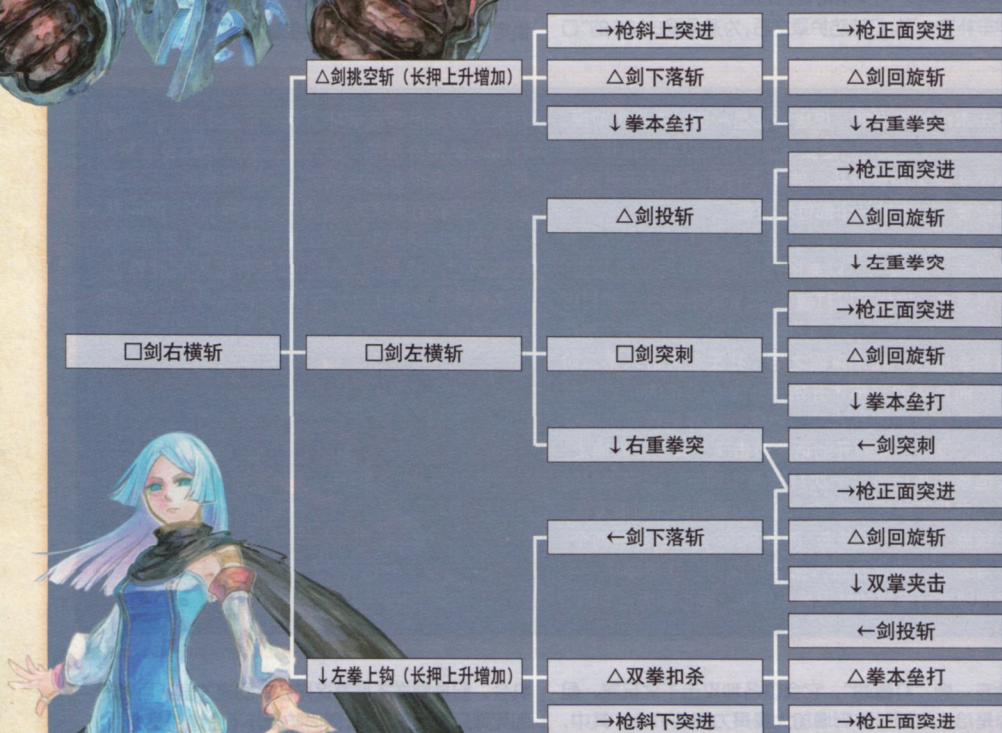 →枪斜上突进
→枪正面突进
△剑挑空斩（长押上升增加）
△剑下落斩
△剑回旋斩
↓拳本垒打
↓右重拳突
→枪正面突进
△剑投斩
△剑回旋斩
↓左重拳突
→枪正面突进
□剑右横斩
□剑左横斩
□剑突刺
△剑回旋斩
↓拳本垒打
↓右重拳突
←剑突刺
→枪正面突进
←剑下落斩
△剑回旋斩
↓双掌夹击
←剑投斩
↓左拳上钩（长押上升增加）
△双拳扣杀
△拳本垒打
→枪斜下突进
→枪正面突进